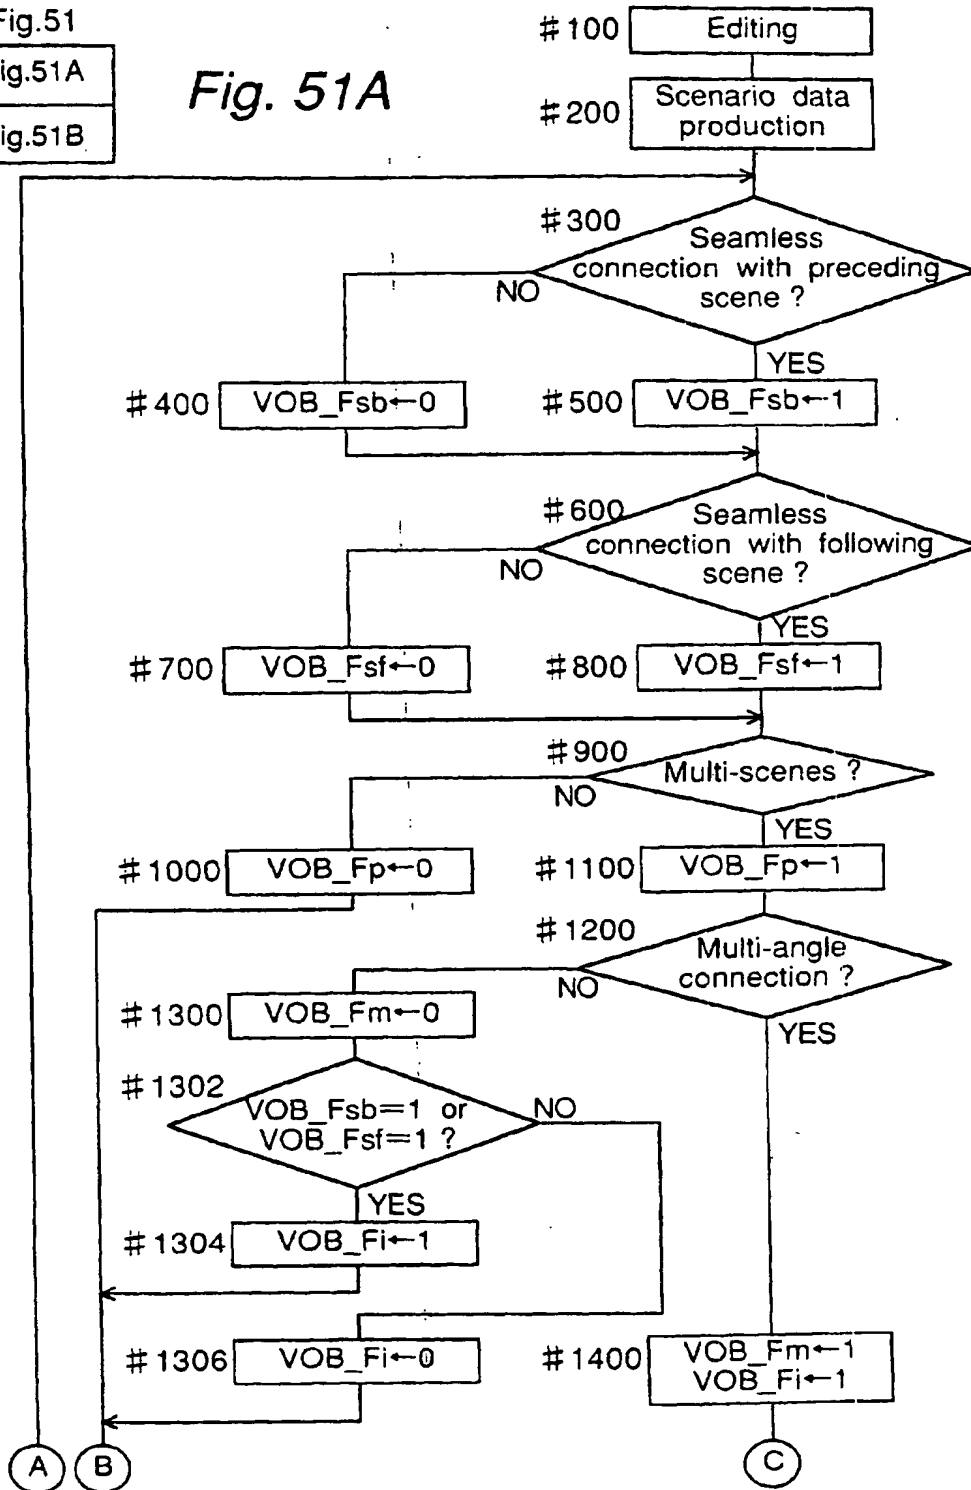 Fig.51
ig.51A
ig.51B
Fig. 51A
#100
Editing
#200
Scenario data
production
#300
Seamless
connection with preceding
scene ?
NO
YES
#400
VOB_Fsb←0
#500
VOB_Fsb←1
#600
Seamless
connection with following
scene ?
NO
YES
#700
VOB_Fsf←0
#800
VOB_Fsf←1
#900
Multi-scenes ?
NO
YES
#1000
VOB_Fp←0
#1100
VOB_Fp←1
#1200
Multi-angle
connection ?
NO
YES
#1300
VOB_Fm←0
#1302
VOB_Fsb=1 or
VOB_Fsf=1 ?
NO
YES
#1304
VOB_Fi←1
#1306
VOB_Fi←0
#1400
VOB_Fm←1
VOB_Fi←1
A
B
C